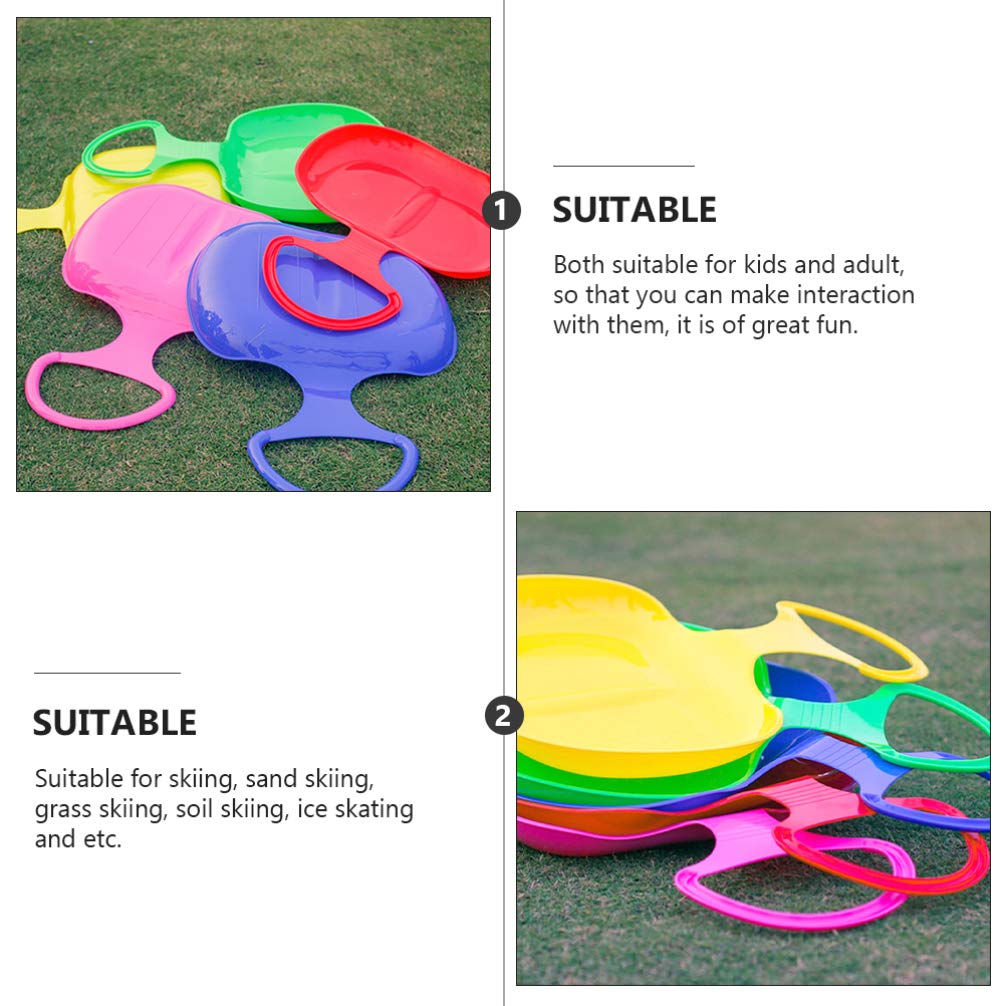 1
SUITABLE
Both suitable for kids and adult,
so that you can make interaction
with them, it is of great fun.
2
SUITABLE
Suitable for skiing, sand skiing,
grass skiing, soil skiing, ice skating
and etc.